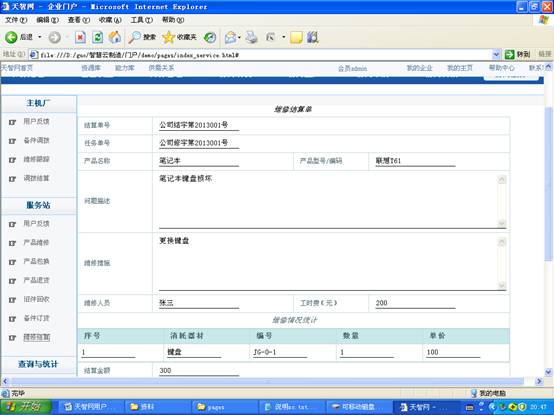 天智网 - 企业门户 - Microsoft Internet Explorer
文件(F) 编辑(E) 查看(V) 收藏(A) 工具(T) 帮助(H)
后退 搜索 收藏夹
地址(D) file:///D:/guo/智慧云制造/门户/demo/pages/index_service.html# 转到 链接
天智网首页 资源库 能力库 供需关系 会员admin 我的企业 我的主页 帮助中心 联系
主机厂
用户反馈
备件调拨
维修跟踪
调拨结算
服务站
用户反馈
产品维修
产品包换
产品退货
旧件回收
备件订货
维修结算
查询与统计
维修结算单
结算单号 公司结字第2013001号
任务单号 公司修字第2013001号
产品名称 笔记本 产品型号/编码 联想T61
问题描述 笔记本键盘损坏
维修措施 更换键盘
维修人员 张三 工时费(元) 200
维修情况统计
序号 消耗器材 编号 数量 单价
1 键盘 JG-0-1 1 100
结算金额 300
完毕 我的电脑
开始 天智网用户... 资料 pages 说明sc.txt... 可移动磁盘... 天智网 -... 20:47